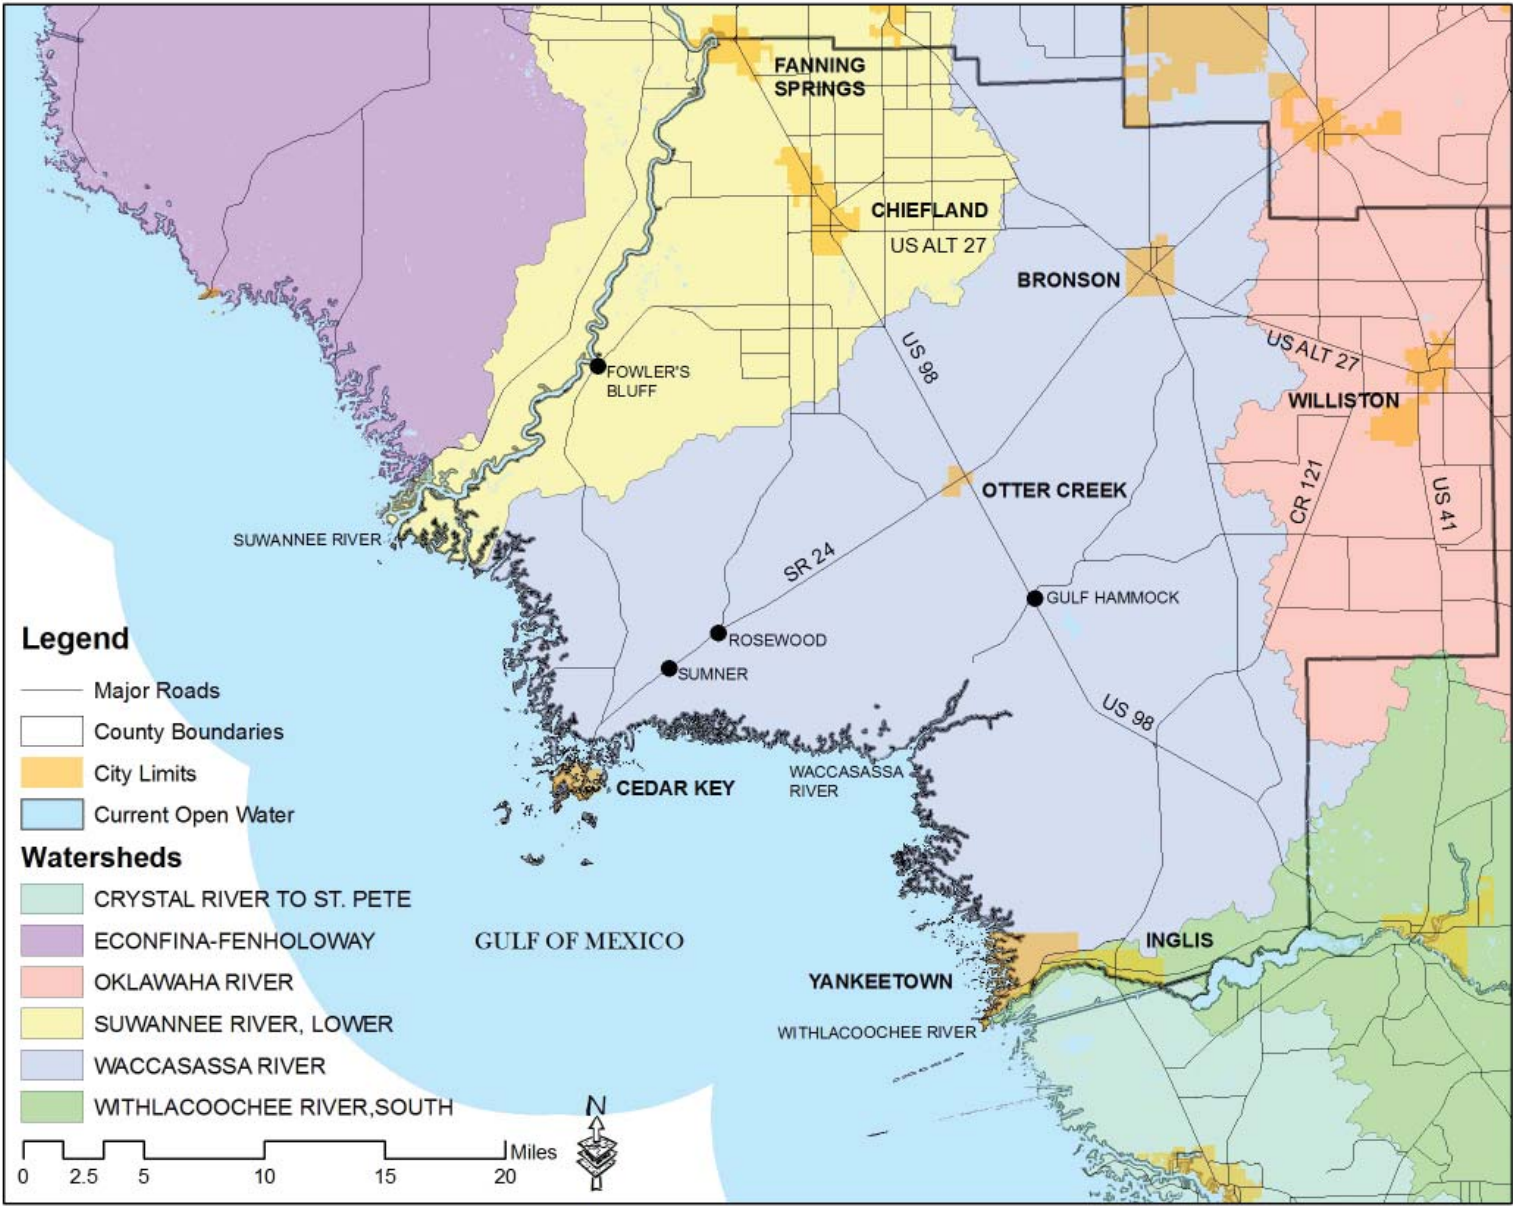 FANNING
SPRINGS
CHIEFLAND
US ALT 27
BRONSON
US 98
US ALT 27
FOWLER'S
BLUFF
WILLISTON
OTTER CREEK
CR 121
US 41
SUWANNEE RIVER
SR 24
GULF HAMMOCK
ROSEWOOD
SUMNER
US 98
CEDAR KEY
WACCASASSA
RIVER
GULF OF MEXICO
INGLIS
YANKEETOWN
WITHLACOOCHEE RIVER
Legend
Major Roads
County Boundaries
City Limits
Current Open Water
Watersheds
CRYSTAL RIVER TO ST. PETE
ECONFINA-FENHOLOWAY
OKLAWAHA RIVER
SUWANNEE RIVER, LOWER
WACCASASSA RIVER
WITHLACOOCHEE RIVER,SOUTH
N
Miles
0 2.5 5 10 15 20